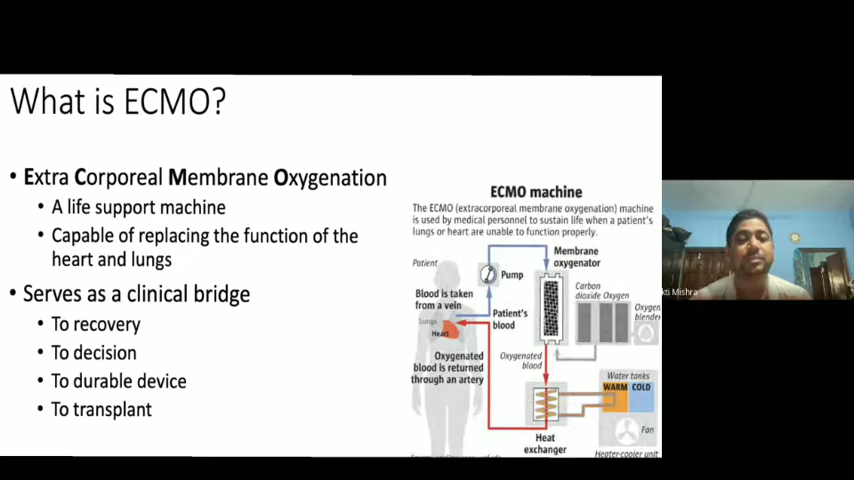 What is ECMO?
• Extra Corporeal Membrane Oxygenation
• A life support machine
• Capable of replacing the function of the
heart and lungs
• Serves as a clinical bridge
• To recovery
• To decision
• To durable device
• To transplant
ECMO machine
The ECMO (extracorporeal membrane oxygenation) machine
is used by medical personnel to sustain life when a patient's
lungs or heart are unable to function properly.
Patient
Pump
Membrane
oxygenator
Carbon
dioxide Oxygen
Oxygen
blender
Blood is taken
from a vein
Lungs
Heart
Patient's
blood
Oxygenated
blood is returned
through an artery
Oxygenated
blood
Water tanks
WARM COLD
Fan
Heat
exchanger
Heater-cooler unit
kti Mishra